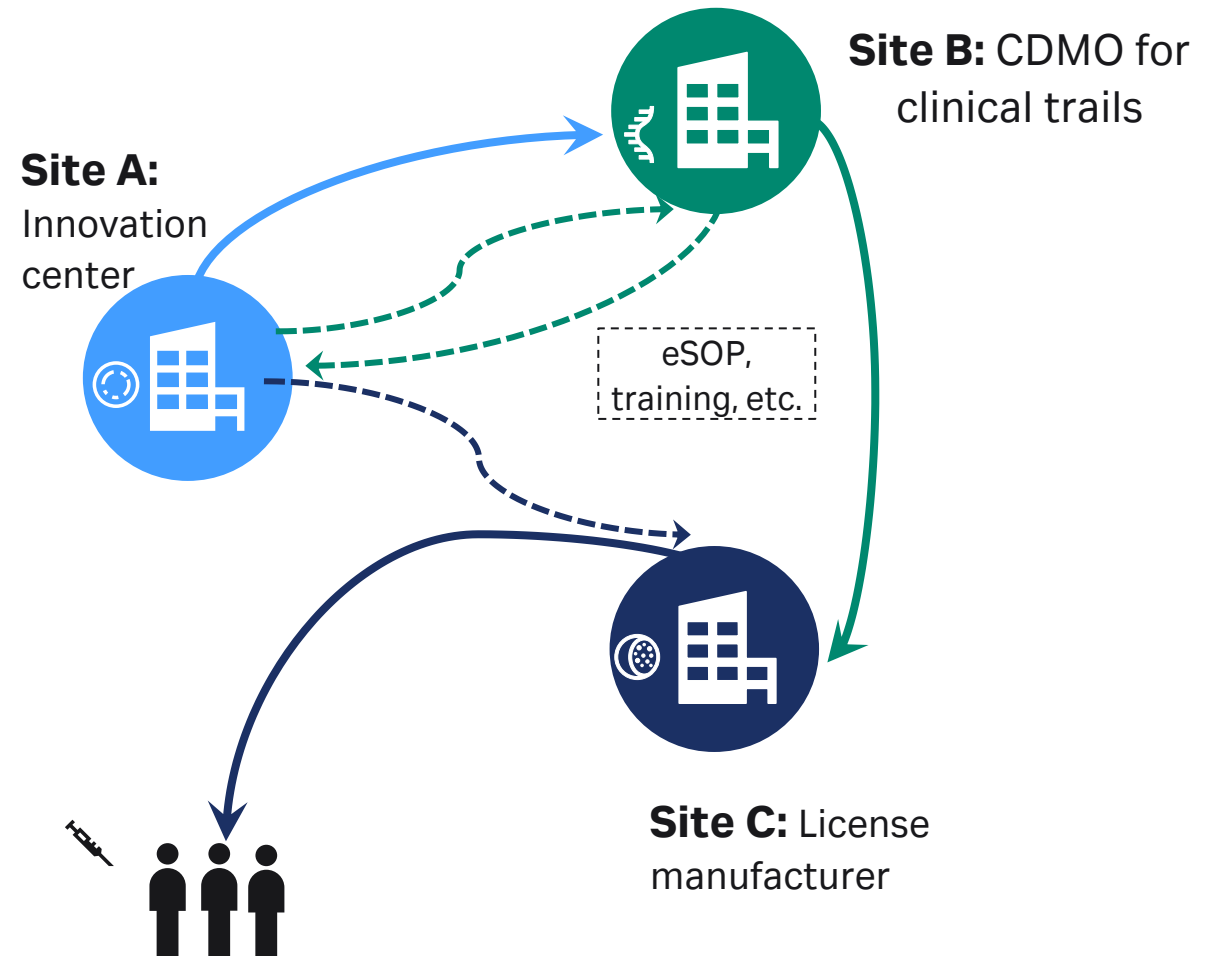 Site B: CDMO for
clinical trails
Site A:
Innovation
center
eSOP,
training, etc.
Site C: License
manufacturer